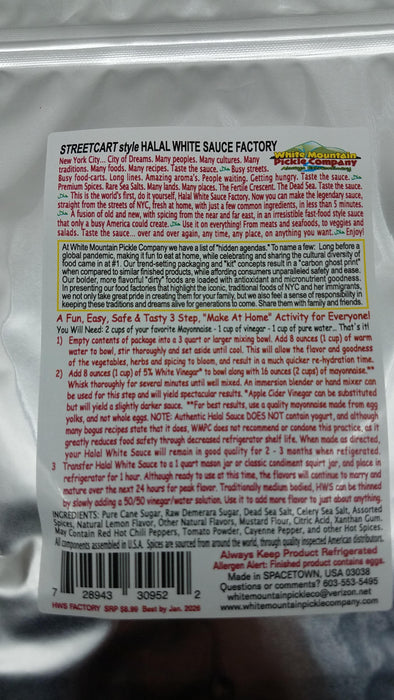 STREETCART style HALAL WHITE SAUCE FACTORY
White Mountain
Pickle Company
New York City... City of Dreams. Many peoples. Many cultures. Many
traditions. Many foods. Many recipes. Taste the sauce. Busy streets.
Busy food-carts. Long lines. Amazing aroma's. People waiting. Getting hungry. Taste the sauce.
Premium Spices. Rare Sea Salts. Many lands. Many places. The Fertile Crescent. The Dead Sea. Taste the sauce.
This is the world's first, do it yourself, Halal White Sauce Factory. Now you can make the legendary sauce,
straight from the streets of NYC, fresh at home, with just a few common ingredients, in less than 5 minutes.
A fusion of old and new, with spicing from the near and far east, in an irresistible fast-food style sauce
that only a busy America could create. Use it on everything! From meats and seafoods, to veggies and
salads. Taste the sauce... over and over again, any time, any place, on anything you want. Enjoy!
At White Mountain Pickle Company we have a list of "hidden agendas." To name a few: Long before a
global pandemic, making it fun to eat at home, while celebrating and sharing the cultural diversity of
food came in at #1. Our trend-setting packaging and "kit" concepts result in a "carbon ghost print"
when compared to similar finished products, while affording consumers unparalleled safety and ease.
Our bolder, more flavored "dirty" foods are loaded with antioxidant and micronutrient goodness.
In presenting our food factories that highlight the iconic, traditional foods of NYC and her immigrants,
we not only take great pride in creating them for your family, but we also feel a sense of responsibility in
keeping these traditions and dreams alive for generations to come. Share them with family and friends.
A Fun, Easy, Safe & Tasty 3 Step, "Make At Home" Activity for Everyone!
You Will Need: 2 cups of your favorite Mayonnaise - 1 cup of vinegar - 1 cup of pure water... That's it!
1) Empty contents of package into a 3 quart or larger mixing bowl. Add 8 ounces (1 cup) of warm
water to bowl, stir thoroughly and set aside until cool. This will allow the flavor and goodness
of the vegetables, herbs and spices to bloom, and result in a much quicker re-hydration time.
2) Add 8 ounces (1 cup) of 5% White Vinegar* to bowl along with 16 ounces (2 cups) of mayonnaise.**
Whisk thoroughly for several minutes until well mixed. An immersion blender or hand mixer can
be used for this step and will yield spectacular results. *Apple Cider Vinegar can be substituted
but will yield a slightly darker sauce. **For best results, use a quality mayonnaise made from egg
yolks, and not whole eggs. NOTE: Authentic Halal Sauce DOES NOT contain yogurt, and although
many bogus recipes state that it does, WMPC does not recommend or condone this practice, as it
greatly reduces food safety through decreased refrigerator shelf life. When made as directed,
your Halal White Sauce will remain in good quality for 2 - 3 months when refrigerated.
3 Transfer Halal White Sauce to a 1 quart mason jar or classic condiment squirt jar, and place in
refrigerator for 1 hour. Although ready to use at this time, the flavors will continue to marry and
mature over the next 24 hours for peak flavor. Traditionally medium bodied, HWS can be thinned
by slowly adding a 50/50 vinegar/water solution. Use it to add more flavor to just about anything.
INGREDIENTS: Pure Cane Sugar, Raw Demerara Sugar, Dead Sea Salt, Celery Sea Salt, Assorted
Spices, Natural Lemon Flavor, Other Natural Flavors, Mustard Flour, Citric Acid, Xanthan Gum.
May Contain Red Hot Chili Peppers, Tomato Powder, Cayenne Pepper, and other Hot Spices.
All components assembled in U.S.A. Spices are sourced from around the world, through quality inspected American distributors.
Always Keep Product Refrigerated
Allergen Alert: Finished product contains eggs.
Made in SPACETOWN, USA 03038
Questions or comments? 603-553-5495
whitemountainpickleco@verizon.net
www.whitemountainpicklecompany.com
7 28943 30952 2
HWS FACTORY SRP $8.99 Best by Jan. 2026